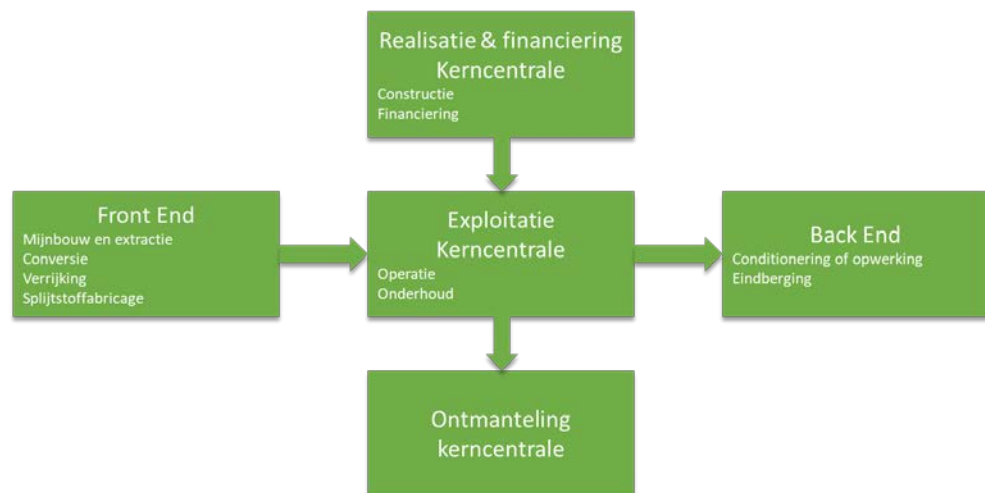 Realisatie & financiering
Kerncentrale
Constructie
Financiering
Front End
Mijnbouw en extractie
Conversie
Verrijking
Splijtstoffabricage
Exploitatie
Kerncentrale
Operatie
Onderhoud
Back End
Conditionering of opwerking
Eindberging
Ontmanteling
kerncentrale